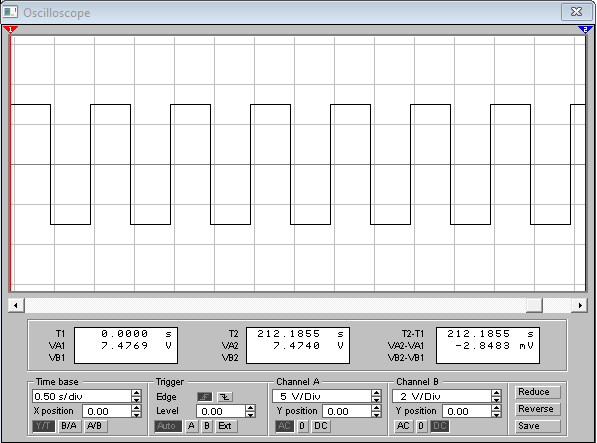 Oscilloscope
1 2
T1 0.0000 s T2 212.1855 s T2-T1 212.1855 s
VA1 7.4769 V VA2 7.4740 V VA2-VA1 -2.8483 mV
VB1 VB2 VB2-VB1
Time base Trigger Channel A Channel B
0.50 s/div Edge 5 V/Div 2 V/Div Reduce
X position 0.00 Level 0.00 Y position 0.00 Y position 0.00 Reverse
Y/T B/A A/B Auto A B Ext AC 0 DC AC 0 DC Save